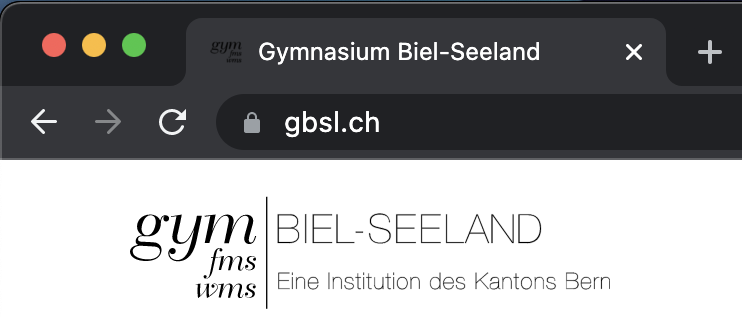 gym fms wms Gymnasium Biel-Seeland
gbsl.ch
gym BIEL-SEELAND
fms
wms Eine Institution des Kantons Bern